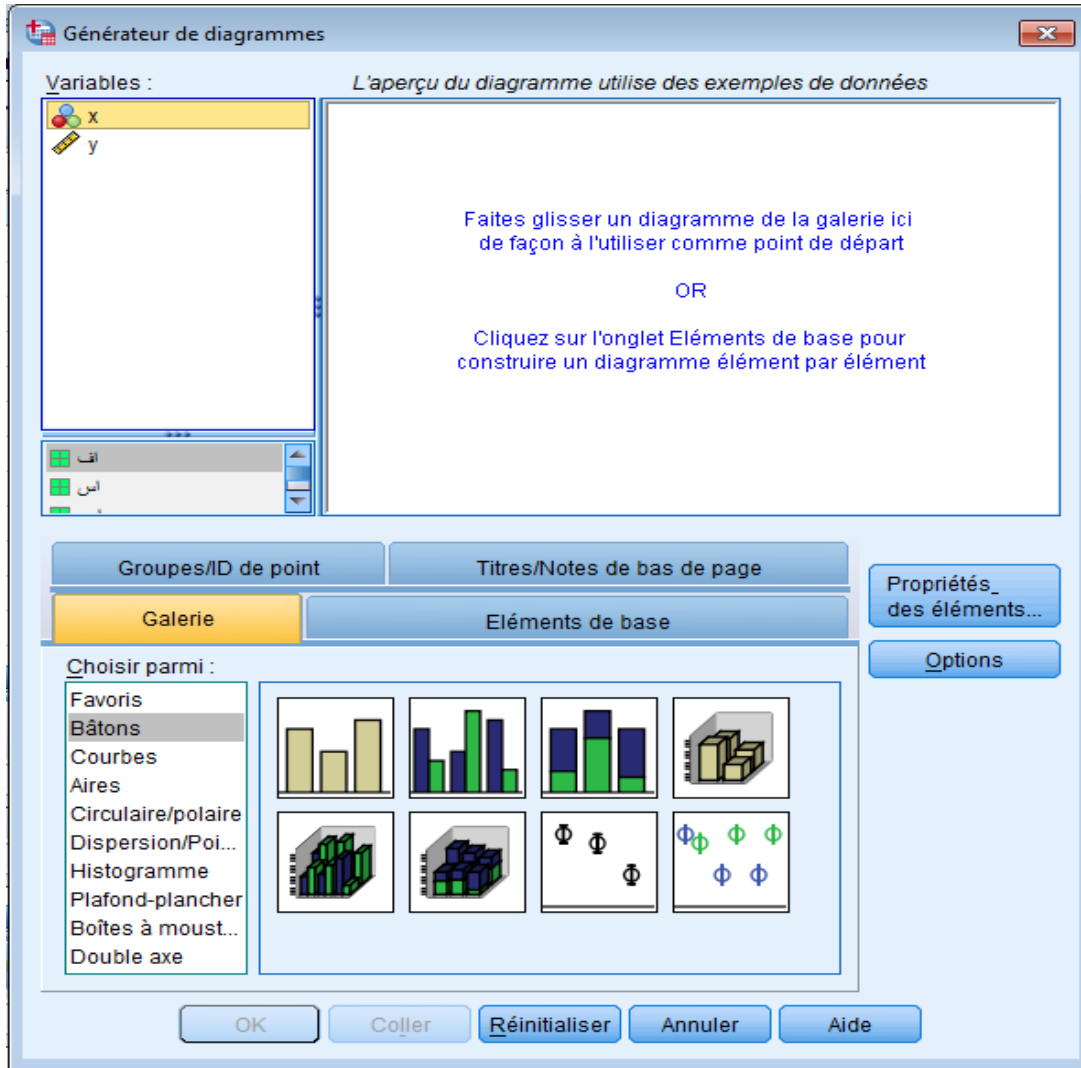 Générateur de diagrammes
Variables :
L'aperçu du diagramme utilise des exemples de données
x
y
Faites glisser un diagramme de la galerie ici
de façon à l'utiliser comme point de départ
OR
Cliquez sur l'onglet Eléments de base pour
construire un diagramme élément par élément
اف
اس
Groupes/ID de point
Titres/Notes de bas de page
Galerie
Eléments de base
Propriétés_
des éléments...
Options
Choisir parmi :
Favoris
Bâtons
Courbes
Aires
Circulaire/polaire
Dispersion/Poi...
Histogramme
Plafond-plancher
Boîtes à moust...
Double axe
OK
Coller
Réinitialiser
Annuler
Aide